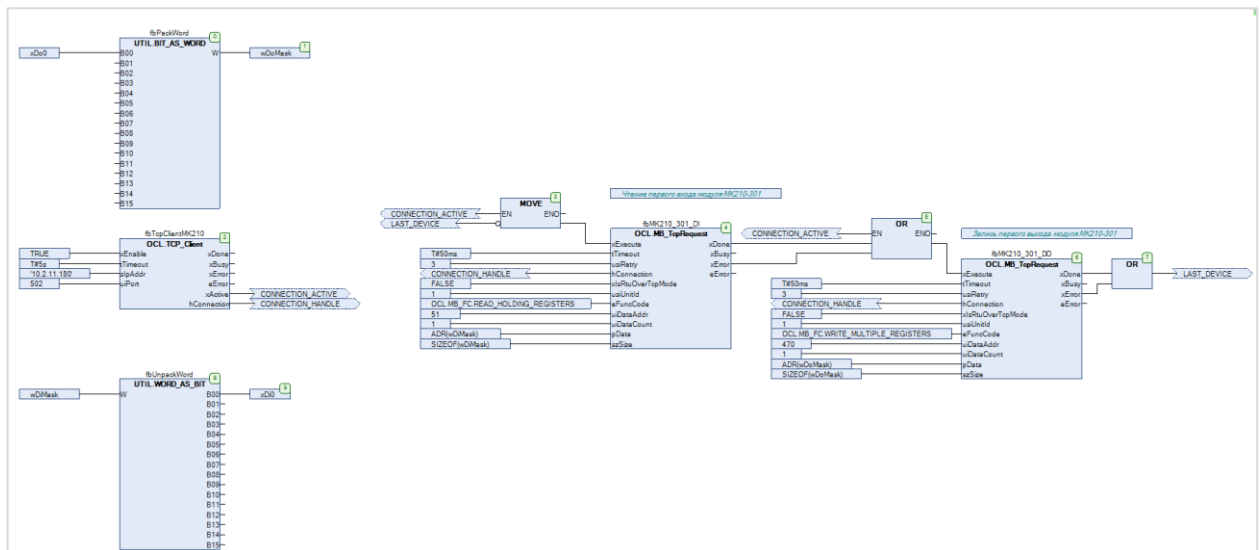 fbPackWord
0
UTIL.BIT_AS_WORD
xDo0
B00
W
wDoMask
1
B01
B02
B03
B04
B05
B06
B07
B08
B09
B10
B11
B12
B13
B14
B15
fbTcpClientMK210
2
OCL.TCP_Client
TRUE
xEnable
xDone
T#5s
tTimeout
xBusy
'10.2.11.180'
sIpAddr
xError
502
uiPort
eError
xActive
CONNECTION_ACTIVE
hConnection
CONNECTION_HANDLE
fbUnpackWord
8
UTIL.WORD_AS_BIT
wDiMask
W
B00
xDi0
9
B01
B02
B03
B04
B05
B06
B07
B08
B09
B10
B11
B12
B13
B14
B15
3
MOVE
CONNECTION_ACTIVE
EN
ENO
LAST_DEVICE
Чтение первого входа модуля МК210-301
fbMK210_301_DI
4
OCL.MB_TcpRequest
xExecute
xDone
T#50ms
tTimeout
xBusy
3
usiRetry
xError
CONNECTION_HANDLE
hConnection
eError
FALSE
xIsRtuOverTcpMode
1
usiUnitId
OCL.MB_FC.READ_HOLDING_REGISTERS
eFuncCode
51
uiDataAddr
1
uiDataCount
ADR(wDiMask)
pData
SIZEOF(wDiMask)
szSize
5
OR
CONNECTION_ACTIVE
EN
ENO
Запись первого выхода модуля МК210-301
fbMK210_301_DO
6
OCL.MB_TcpRequest
xExecute
xDone
T#50ms
tTimeout
xBusy
3
usiRetry
xError
CONNECTION_HANDLE
hConnection
eError
FALSE
xIsRtuOverTcpMode
1
usiUnitId
OCL.MB_FC.WRITE_MULTIPLE_REGISTERS
eFuncCode
470
uiDataAddr
1
uiDataCount
ADR(wDoMask)
pData
SIZEOF(wDoMask)
szSize
7
OR
LAST_DEVICE